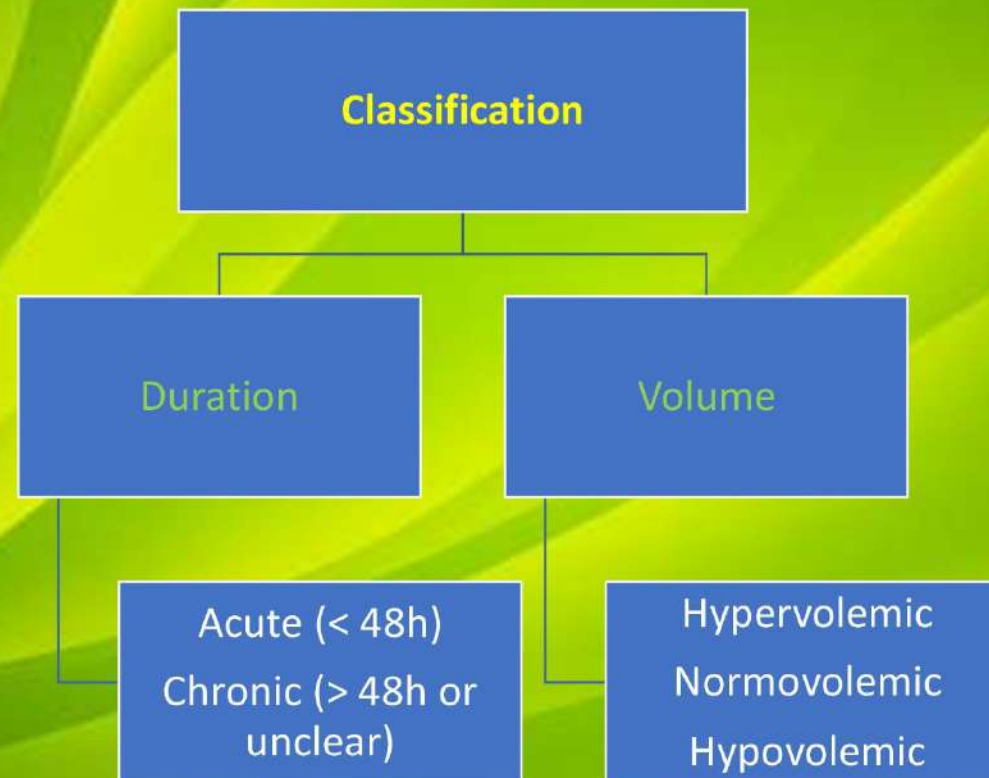 Classification
Duration
Volume
Acute (< 48h)
Chronic (> 48h or
unclear)
Hypervolemic
Normovolemic
Hypovolemic